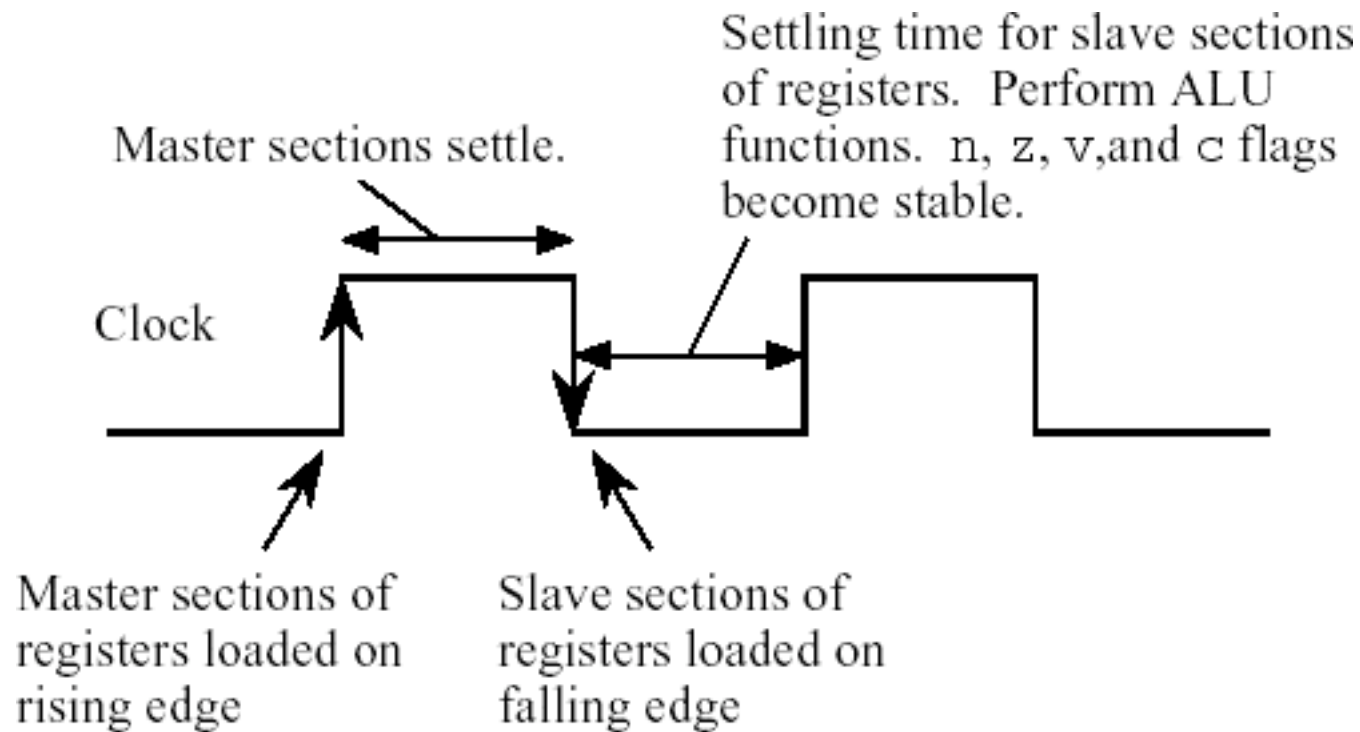 Settling time for slave sections
of registers. Perform ALU
functions. n, z, v,and c flags
become stable.
Master sections settle.
Clock
Master sections of
registers loaded on
rising edge
Slave sections of
registers loaded on
falling edge